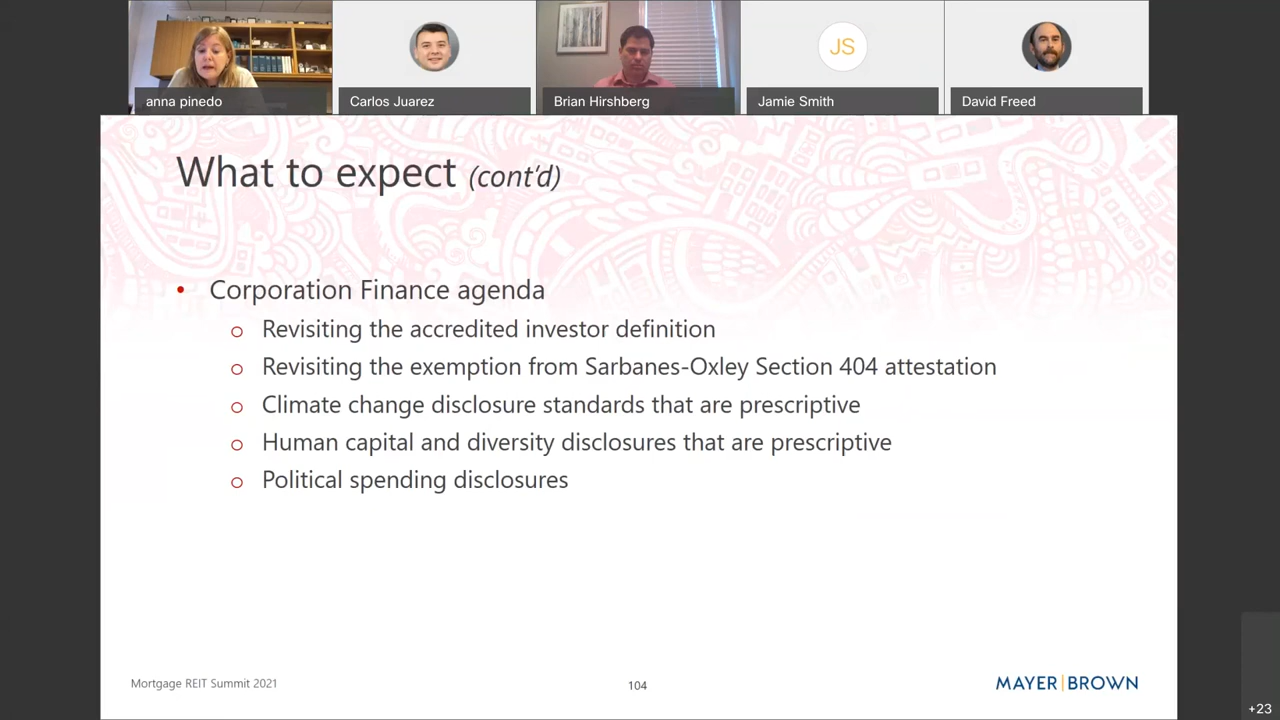 anna pinedo
Carlos Juarez
Brian Hirshberg
JS
Jamie Smith
David Freed
What to expect (cont'd)
• Corporation Finance agenda
o Revisiting the accredited investor definition
o Revisiting the exemption from Sarbanes-Oxley Section 404 attestation
o Climate change disclosure standards that are prescriptive
o Human capital and diversity disclosures that are prescriptive
o Political spending disclosures
Mortgage REIT Summit 2021
104
MAYER|BROWN
+23